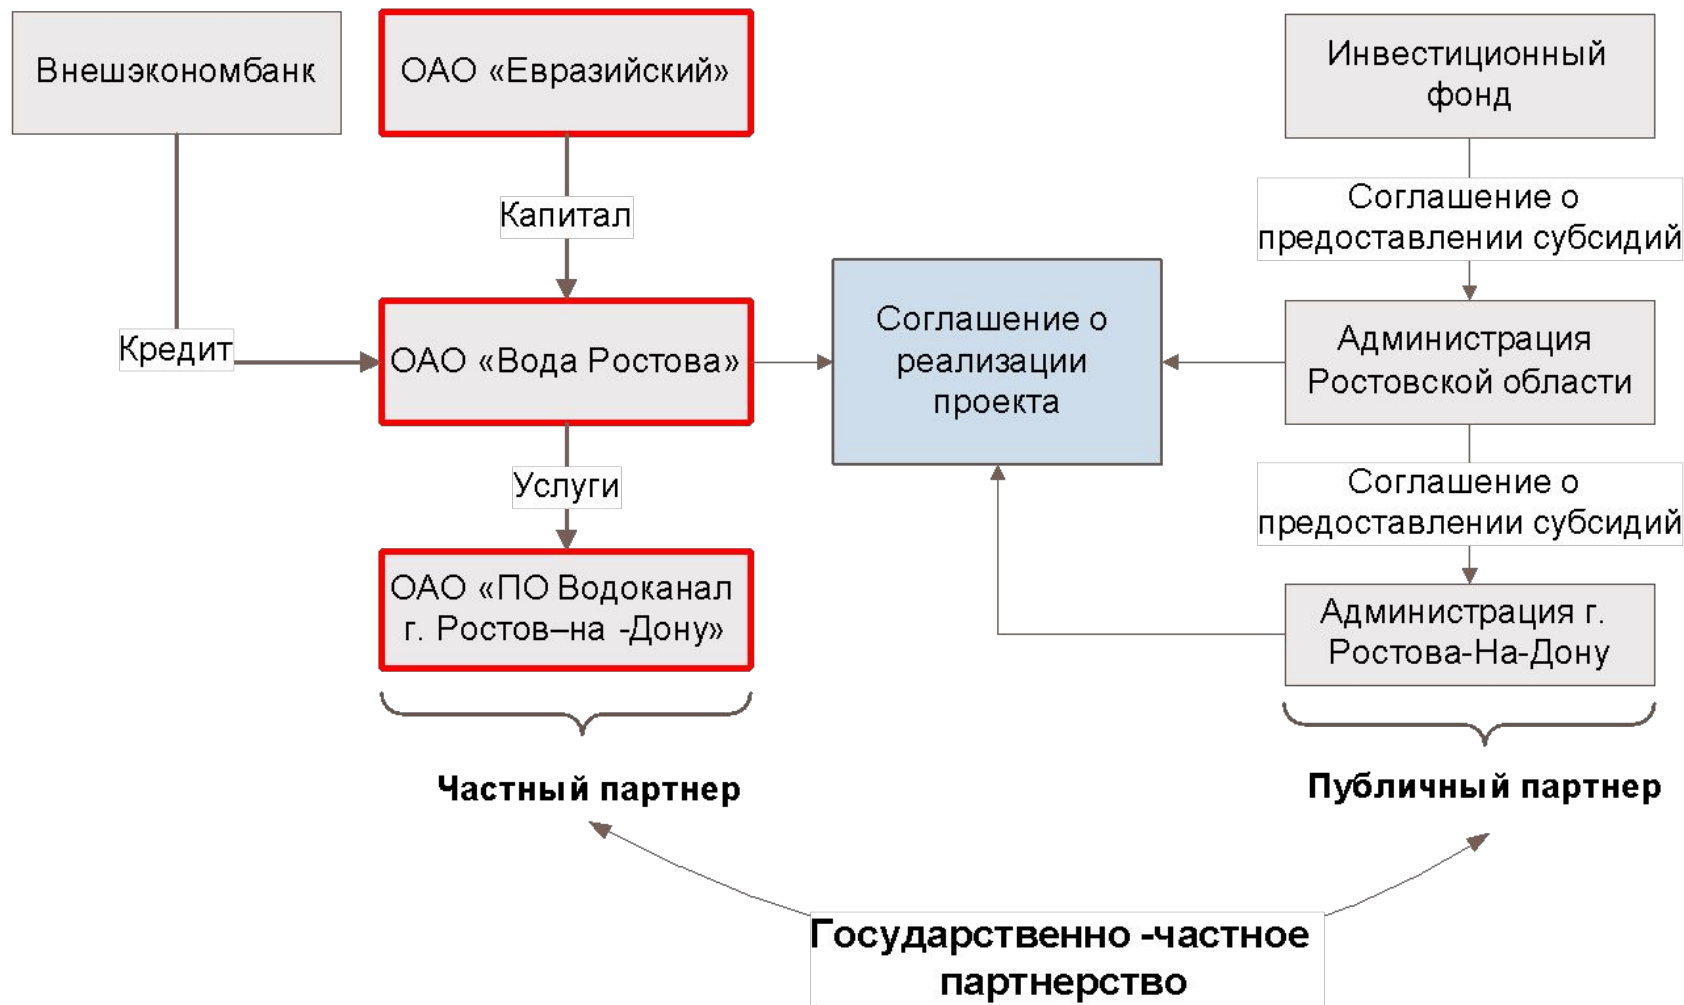 Внешэкономбанк
ОАО «Евразийский»
Инвестиционный
фонд
Капитал
Соглашение о
предоставлении субсидий
Кредит
ОАО «Вода Ростова»
Соглашение о
реализации
проекта
Администрация
Ростовской области
Услуги
Соглашение о
предоставлении субсидий
ОАО «ПО Водоканал
г. Ростов–на -Дону»
Администрация г.
Ростова-На-Дону
Частный партнер
Публичный партнер
Государственно -частное
партнерство